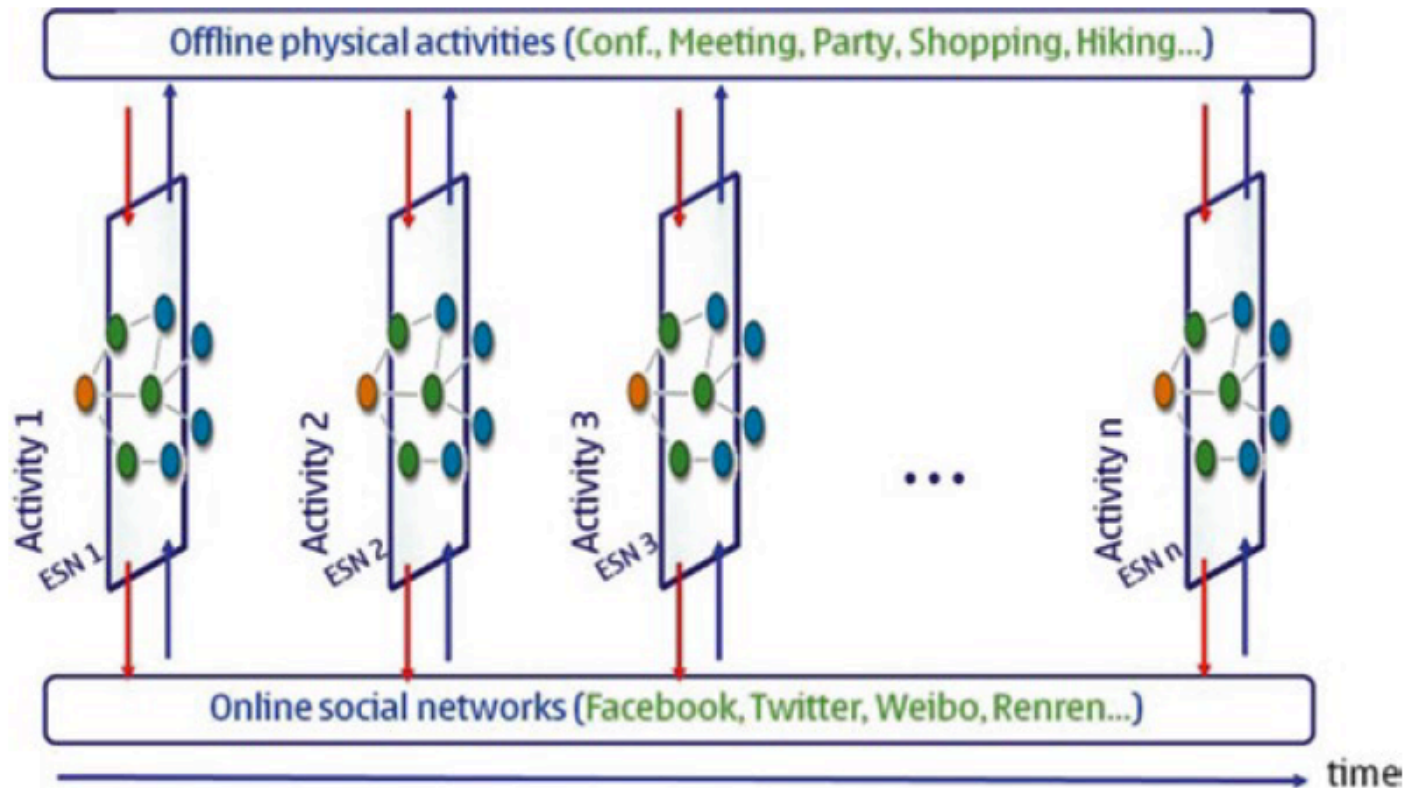 Offline physical activities (Conf., Meeting, Party, Shopping, Hiking...)
Activity 1
ESN 1
Activity 2
ESN 2
Activity 3
ESN 3
...
Activity n
ESN n
Online social networks (Facebook, Twitter, Weibo, Renren...)
time